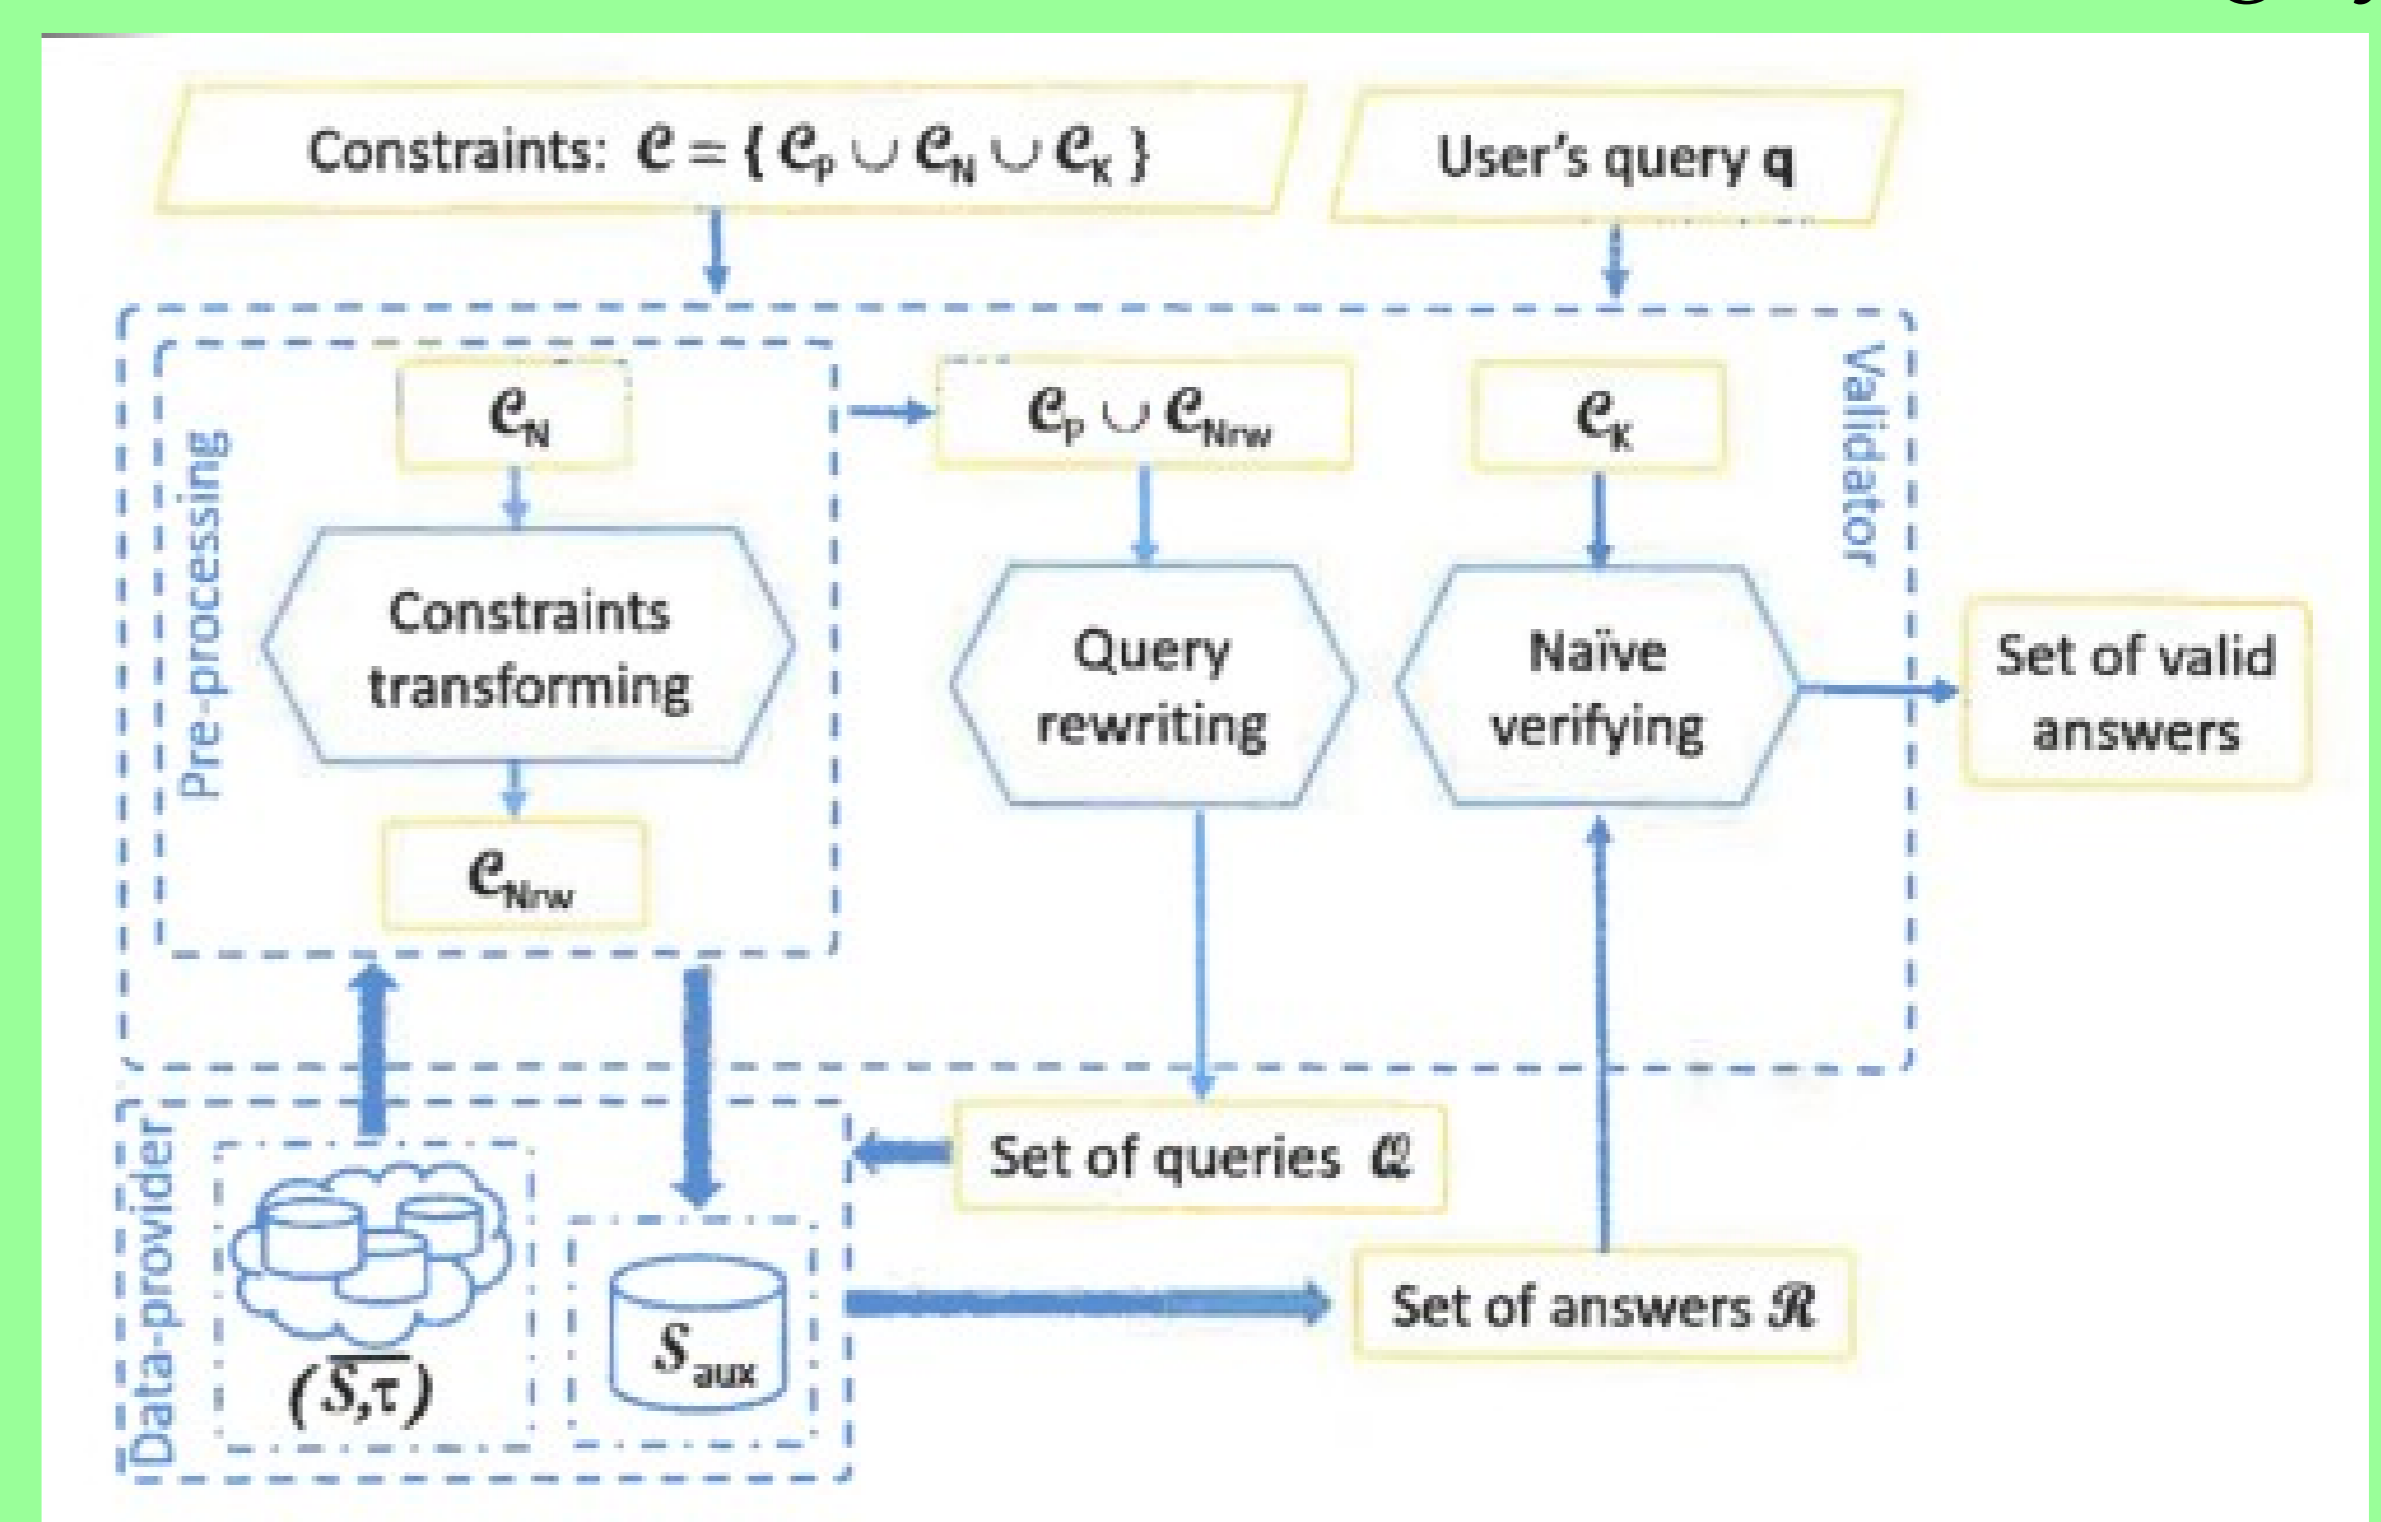 Constraints: 𝒞 = { 𝒞P ∪ 𝒞N ∪ 𝒞K }
User's query q
Validator
Pre-processing
𝒞N
Constraints
transforming
𝒞Nrw
𝒞P ∪ 𝒞Nrw
Query
rewriting
𝒞K
Naïve
verifying
Set of valid
answers
Data-provider
(S,τ)
Saux
Set of queries 𝒬
Set of answers ℛ